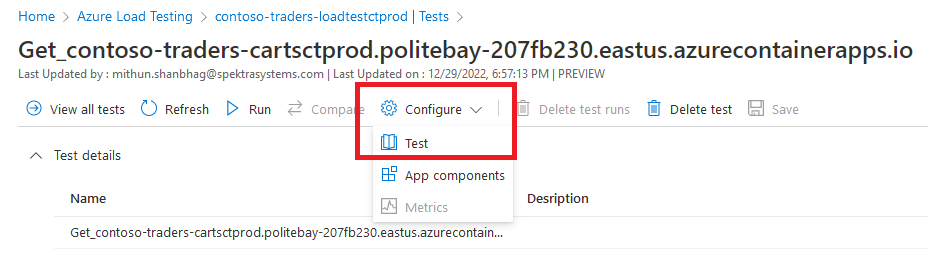 Home > Azure Load Testing > contoso-traders-loadtestctprod | Tests >
Get_contoso-traders-cartsctprod.politebay-207fb230.eastus.azurecontainerapps.io
Last Updated by : mithun.shanbhag@spektrasystems.com | Last Updated on : 12/29/2022, 6:57:13 PM | PREVIEW
View all tests Refresh Run Compare Configure Delete test runs Delete test Save
Test
Test details
App components
Name Desription
Metrics
Get_contoso-traders-cartsctprod.politebay-207fb230.eastus.azurecontain...